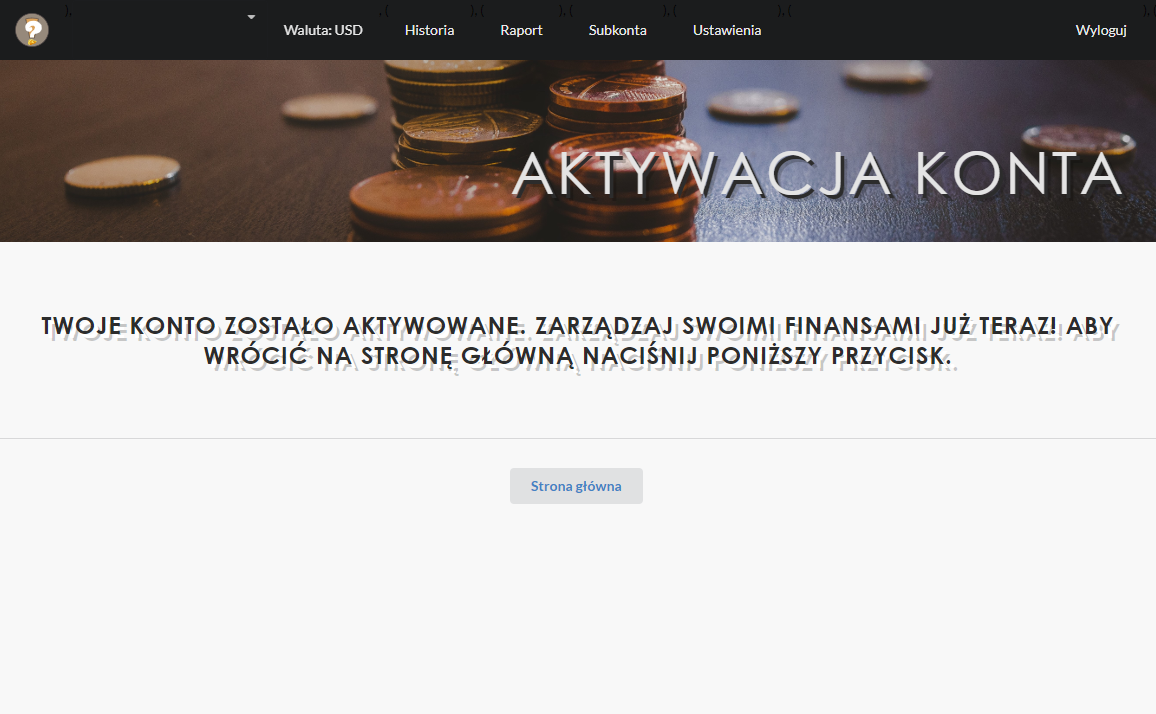 ), , ( ), ( ), ( ), ( ), ( ),
Waluta: USD Historia Raport Subkonta Ustawienia Wyloguj
AKTYWACJA KONTA
TWOJE KONTO ZOSTAŁO AKTYWOWANE. ZARZĄDZAJ SWOIMI FINANSAMI JUŻ TERAZ! ABY
WRÓCIĆ NA STRONĘ GŁÓWNĄ NACIŚNIJ PONIŻSZY PRZYCISK.
Strona główna